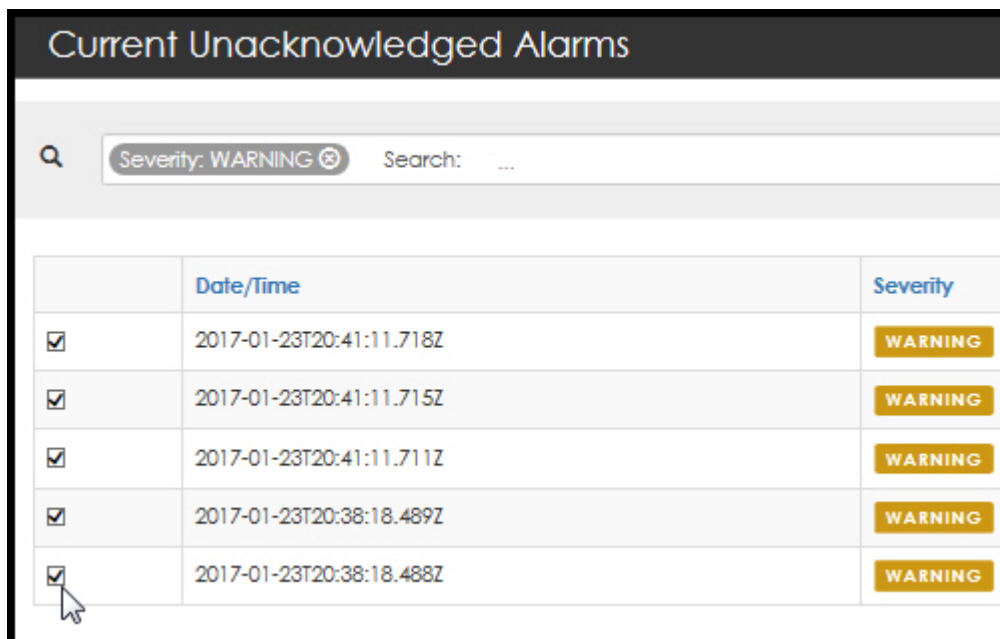 Current Unacknowledged Alarms
Severity: WARNING Search: ...
Date/Time Severity
2017-01-23T20:41:11.718Z WARNING
2017-01-23T20:41:11.715Z WARNING
2017-01-23T20:41:11.711Z WARNING
2017-01-23T20:38:18.489Z WARNING
2017-01-23T20:38:18.488Z WARNING